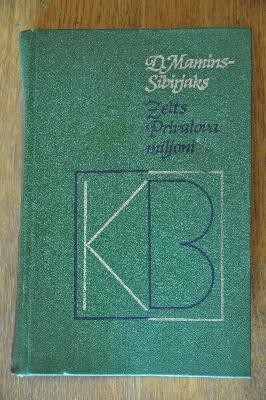 D. Mamins-
Sibirjaks
Zelts
Privalova
miljoni
KB